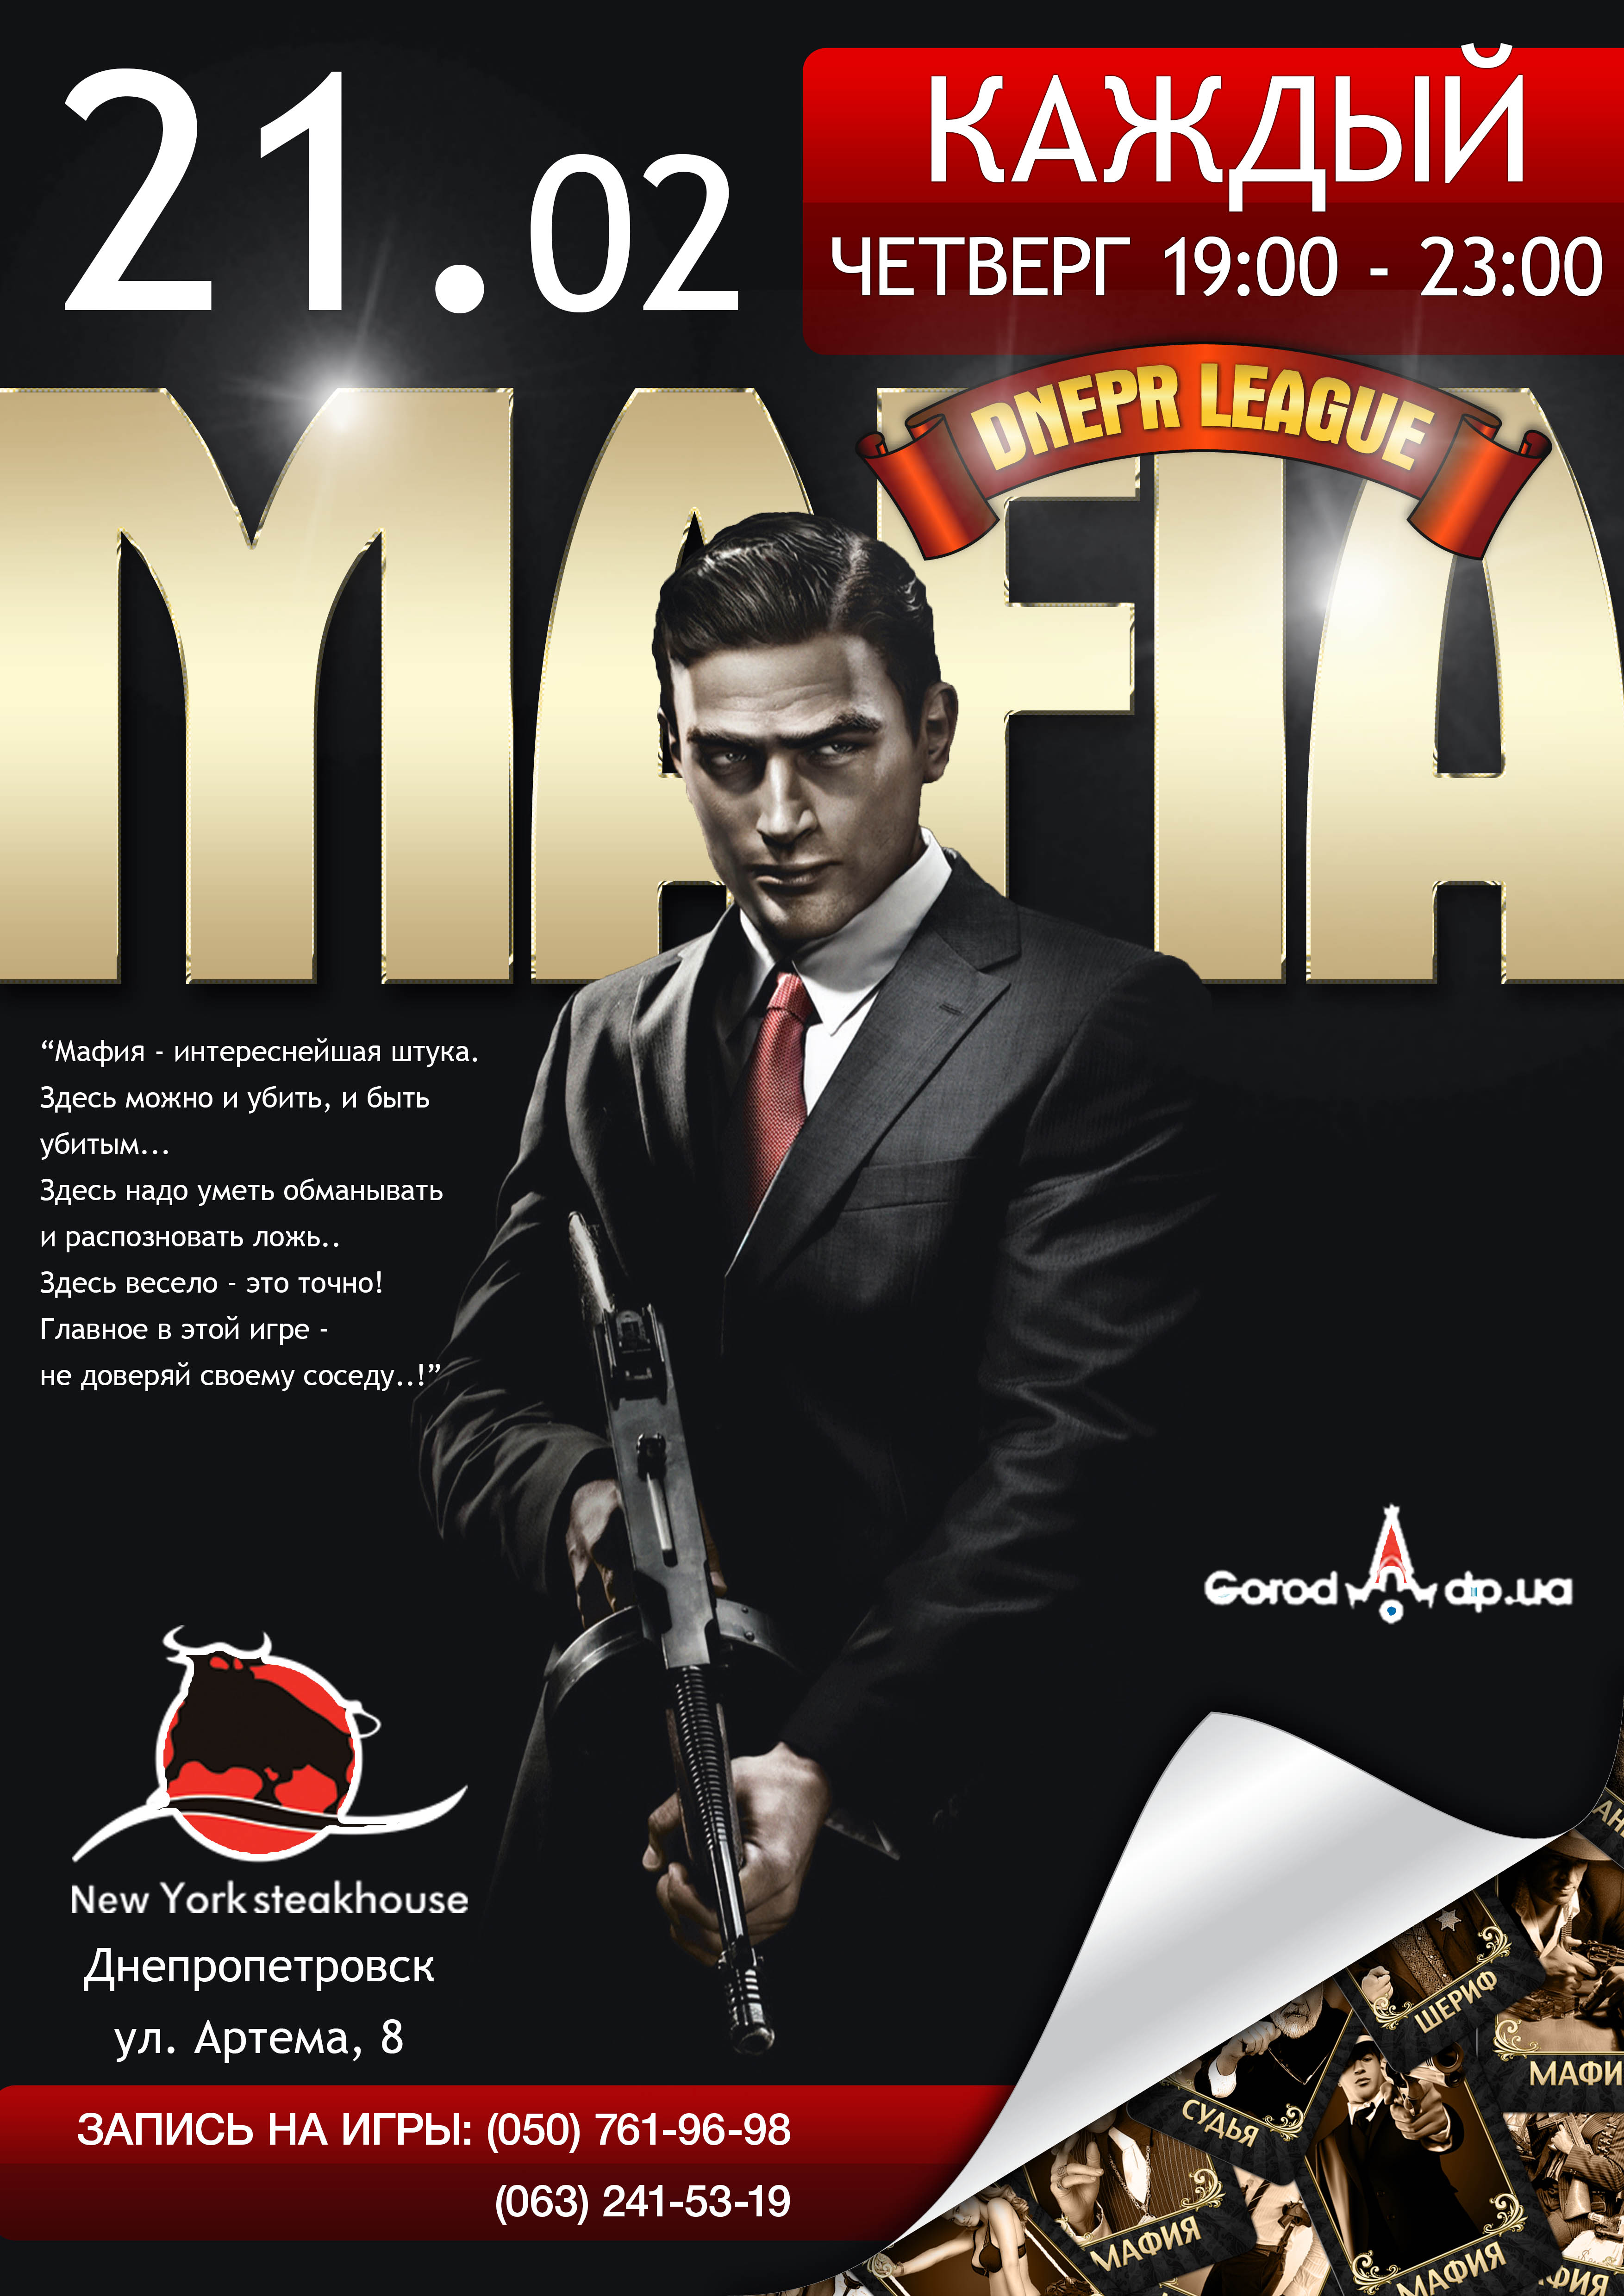 21.02
КАЖДЫЙ
ЧЕТВЕРГ 19:00 - 23:00
DNEPR LEAGUE
MAFIA
“Мафия - интереснейшая штука.
Здесь можно и убить, и быть
убитым...
Здесь надо уметь обманывать
и распозновать ложь..
Здесь весело - это точно!
Главное в этой игре -
не доверяй своему соседу..!”
Gorod dp.ua
New York steakhouse
Днепропетровск
ул. Артема, 8
ЗАПИСЬ НА ИГРЫ: (050) 761-96-98
(063) 241-53-19
ШЕРИФ
МАФИ
СУДЬЯ
МАФИЯ
МАФИЯ